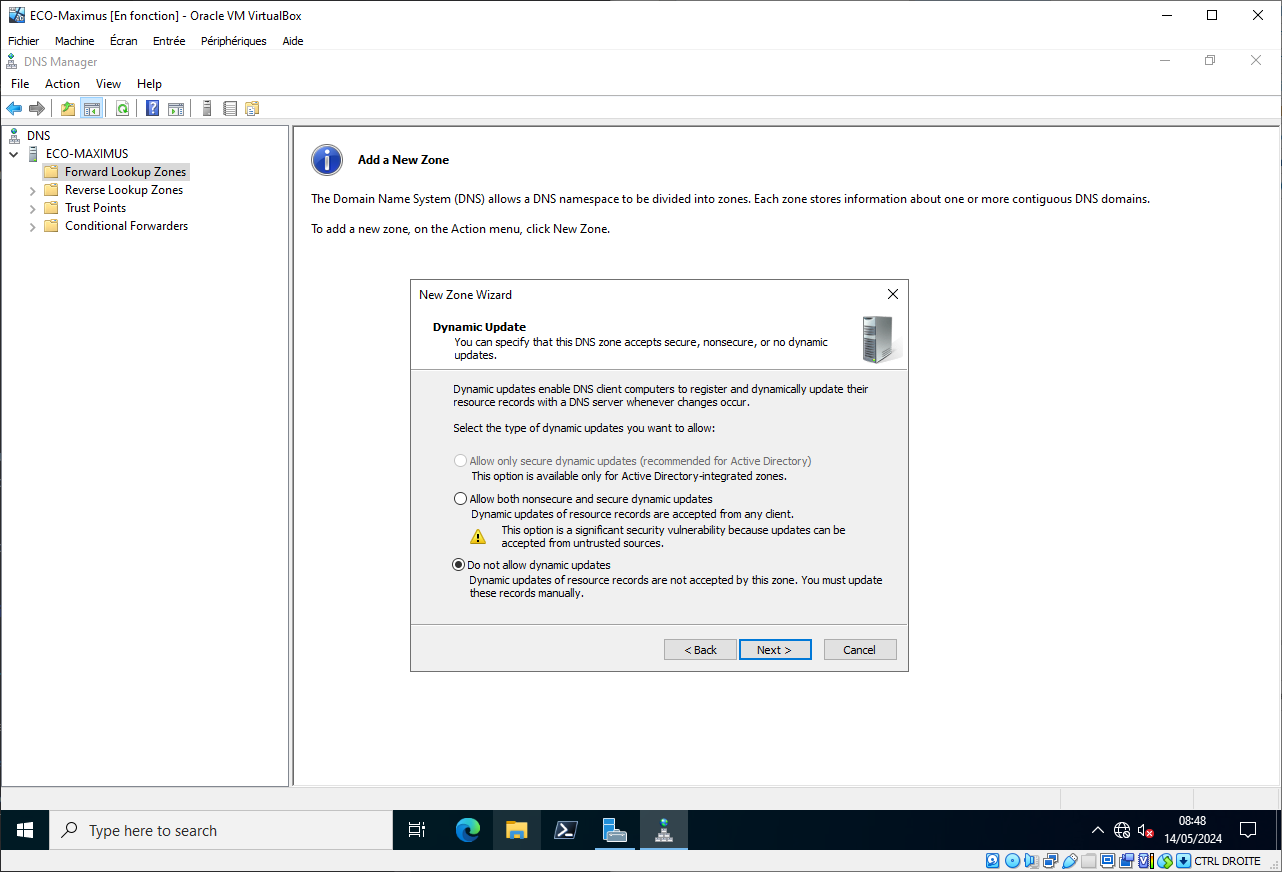 ECO-Maximus [En fonction] - Oracle VM VirtualBox
Fichier Machine Écran Entrée Périphériques Aide
DNS Manager
File Action View Help
DNS
ECO-MAXIMUS
Forward Lookup Zones
Reverse Lookup Zones
Trust Points
Conditional Forwarders
Add a New Zone
The Domain Name System (DNS) allows a DNS namespace to be divided into zones. Each zone stores information about one or more contiguous DNS domains.
To add a new zone, on the Action menu, click New Zone.
New Zone Wizard
Dynamic Update
You can specify that this DNS zone accepts secure, nonsecure, or no dynamic
updates.
Dynamic updates enable DNS client computers to register and dynamically update their
resource records with a DNS server whenever changes occur.
Select the type of dynamic updates you want to allow:
Allow only secure dynamic updates (recommended for Active Directory)
This option is available only for Active Directory-integrated zones.
Allow both nonsecure and secure dynamic updates
Dynamic updates of resource records are accepted from any client.
This option is a significant security vulnerability because updates can be
accepted from untrusted sources.
Do not allow dynamic updates
Dynamic updates of resource records are not accepted by this zone. You must update
these records manually.
< Back Next > Cancel
Type here to search
08:48
14/05/2024
CTRL DROITE